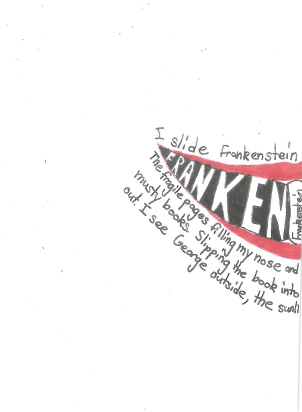 I slide Frankenstein
FRANKEN
Frankenstein
The fragile pages filling my nose and
musty books. Slipping the book into
out. I see George outside, the sunli